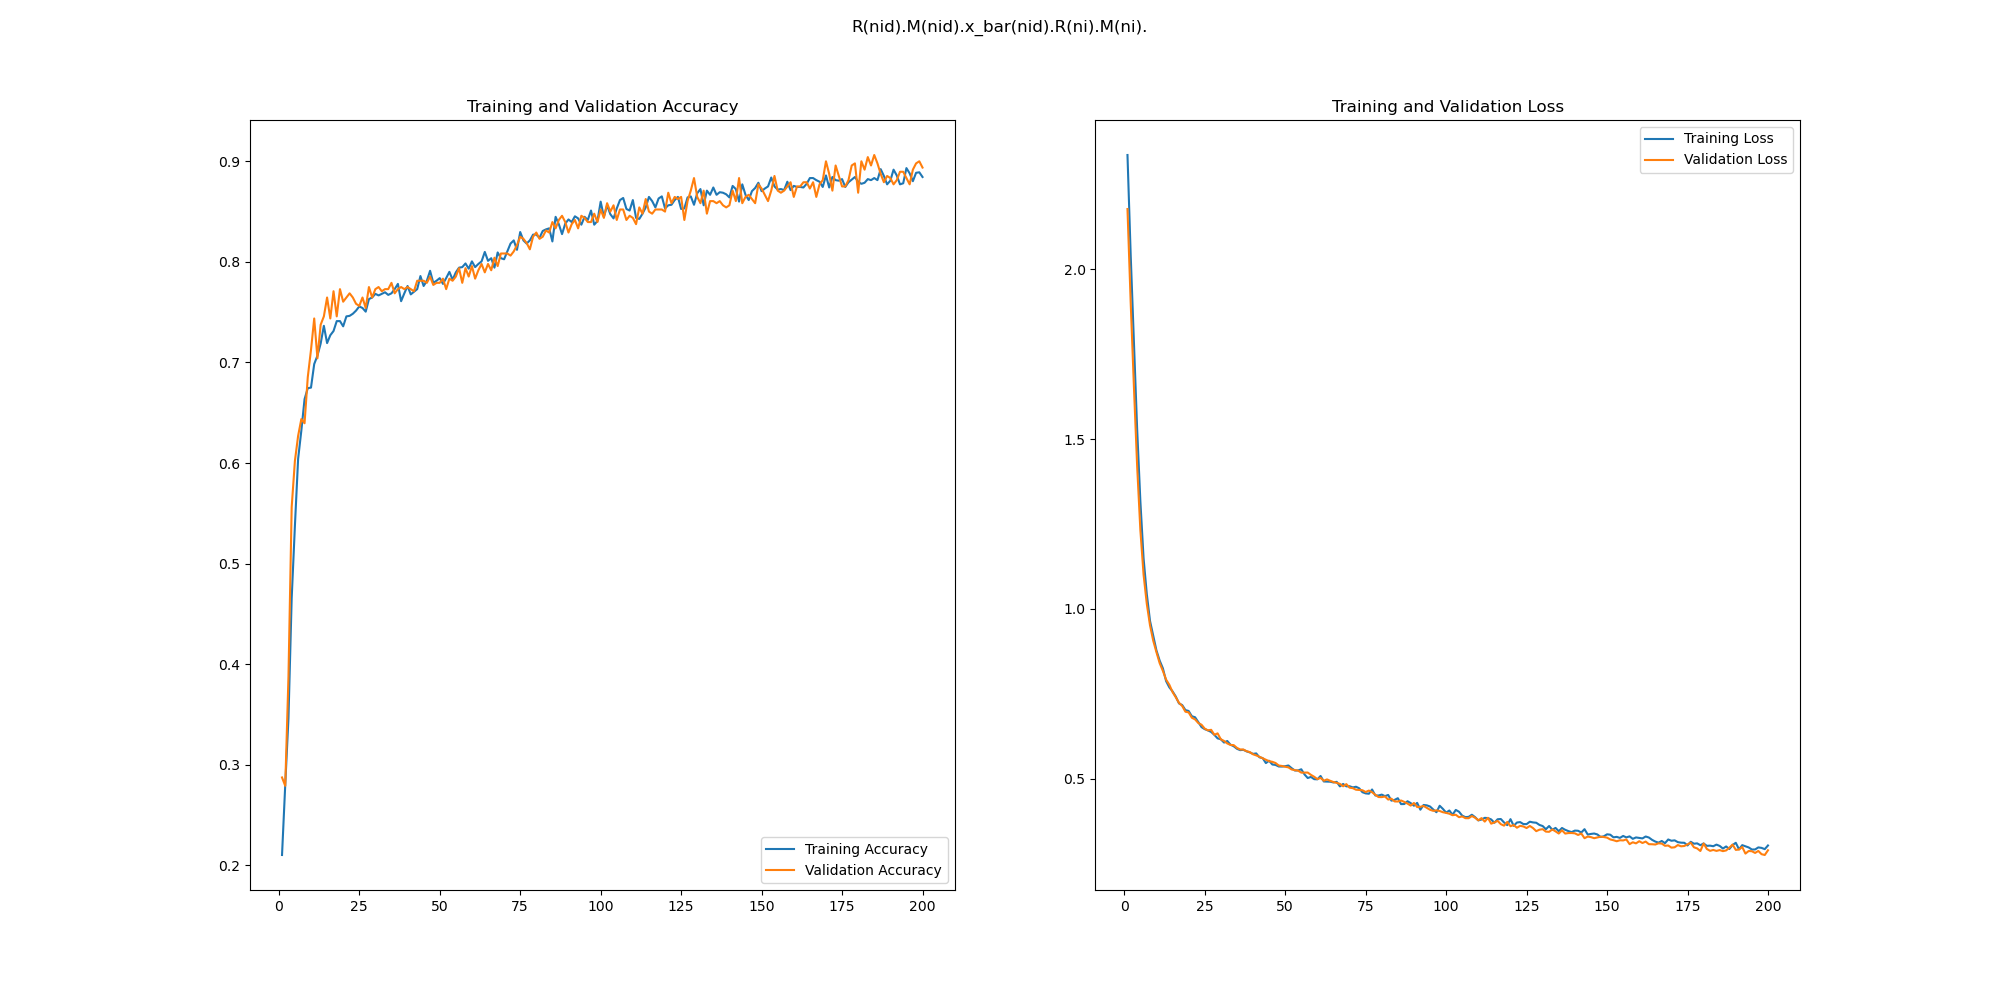 R(nid).M(nid).x_bar(nid).R(ni).M(ni).
Training and Validation Accuracy
0.9
0.8
0.7
0.6
0.5
0.4
0.3
0.2
0 25 50 75 100 125 150 175 200
Training Accuracy
Validation Accuracy
Training and Validation Loss
Training Loss
Validation Loss
2.0
1.5
1.0
0.5
0 25 50 75 100 125 150 175 200